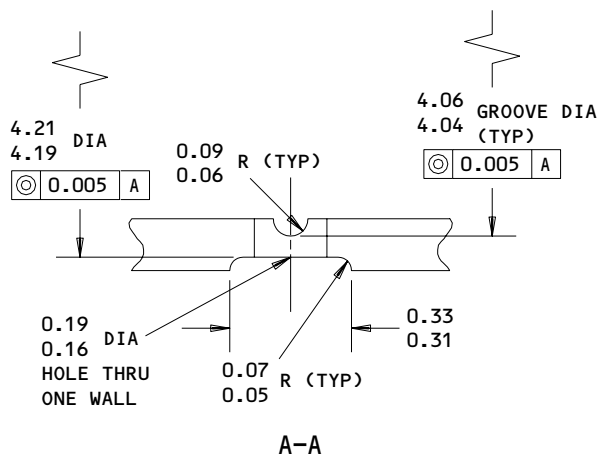 4.21
4.19 DIA
◎ 0.005 A
4.06
4.04 GROOVE DIA
(TYP)
◎ 0.005 A
0.09
0.06 R (TYP)
0.19
0.16 DIA
HOLE THRU
ONE WALL
0.07
0.05 R (TYP)
0.33
0.31
A-A